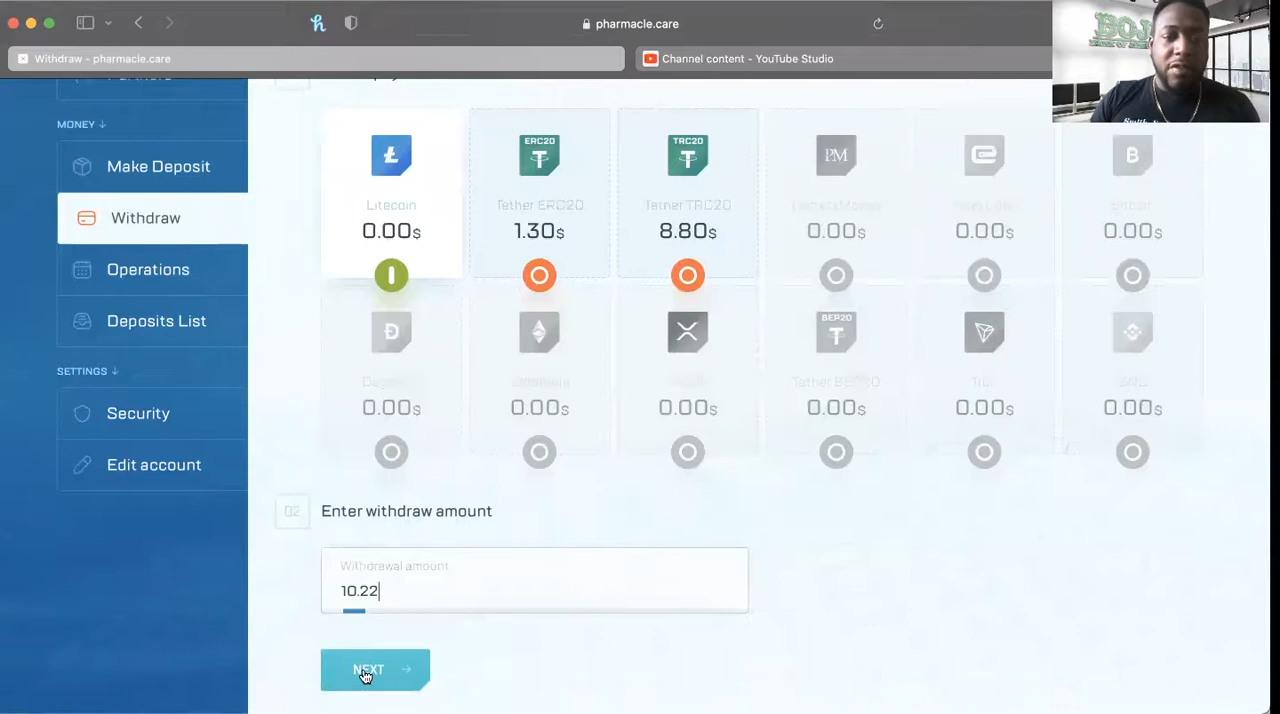 pharmacle.care
Withdraw - pharmacle.care
Channel content - YouTube Studio
MONEY ↓
Make Deposit
Withdraw
Operations
Deposits List
SETTINGS ↓
Security
Edit account
ERC20
TRC20
PM
Litecoin
Tether ERC20
Tether TRC20
0.00$
1.30$
8.80$
0.00$
0.00$
0.00$
BEP20
Tether BEP20
0.00$
0.00$
0.00$
0.00$
0.00$
0.00$
02
Enter withdraw amount
Withdrawal amount
10.22
NEXT →